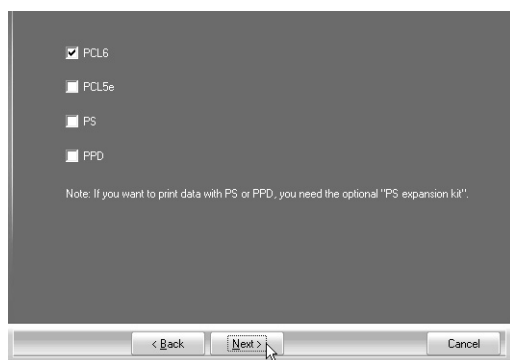 PCL6
PCL5e
PS
PPD
Note: If you want to print data with PS or PPD, you need the optional "PS expansion kit".
< Back Next > Cancel